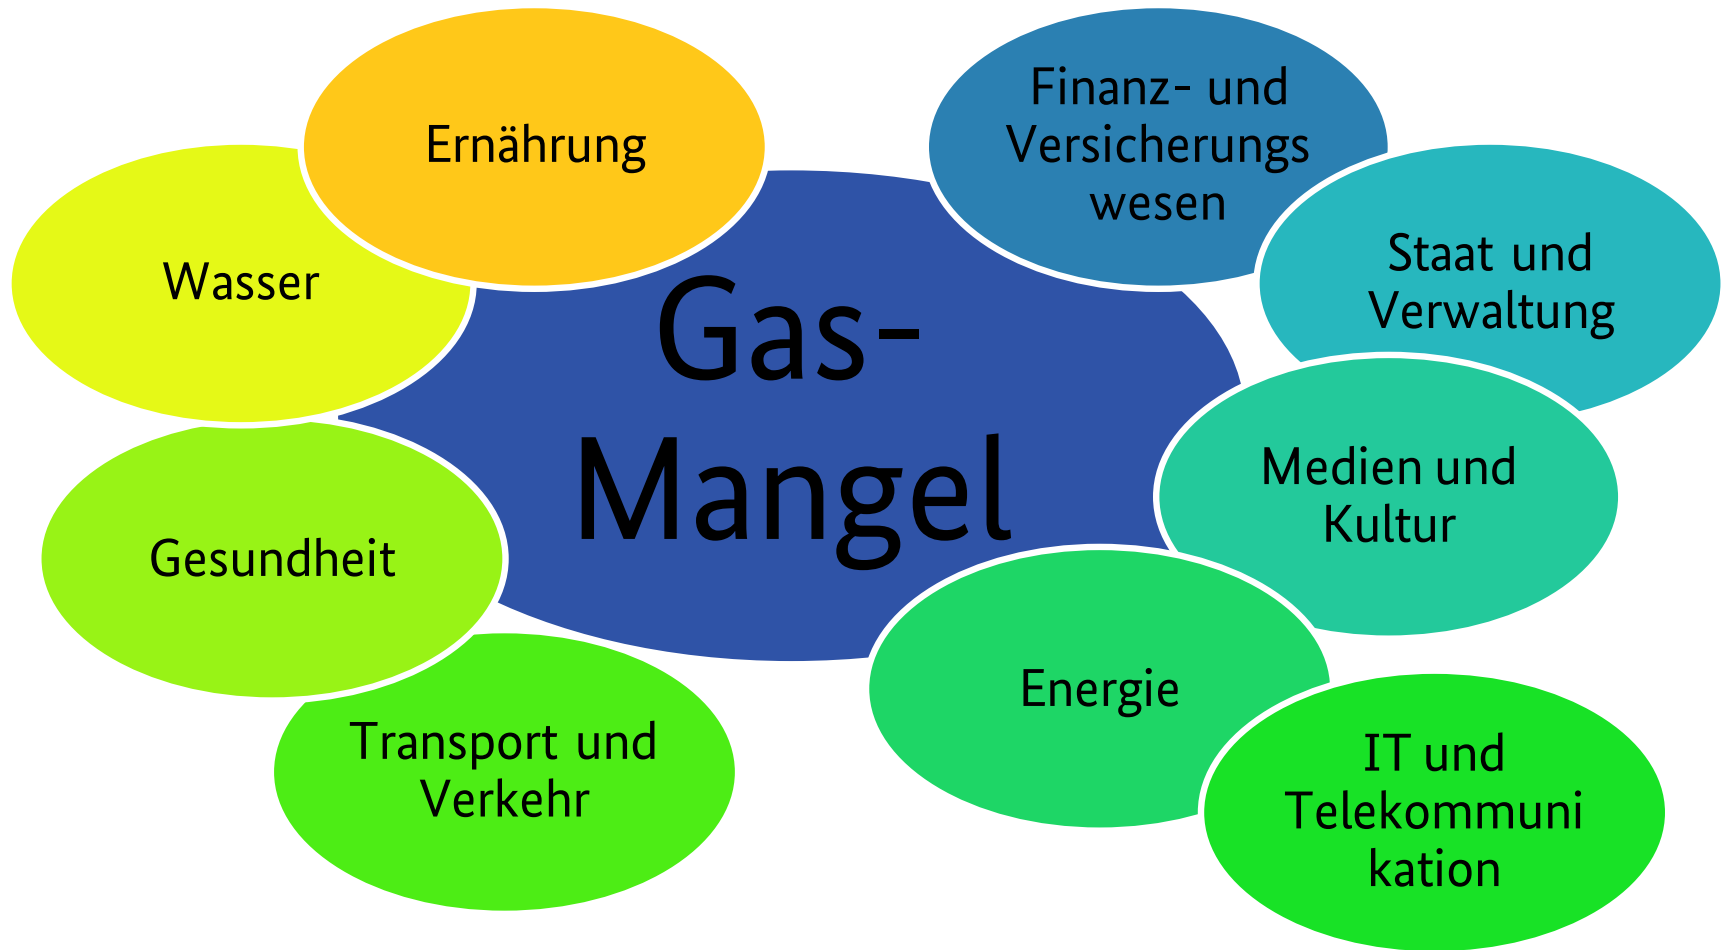 Ernährung
Finanz- und
Versicherungs
wesen
Wasser
Staat und
Verwaltung
Gas-
Mangel
Medien und
Kultur
Gesundheit
Energie
Transport und
Verkehr
IT und
Telekommuni
kation